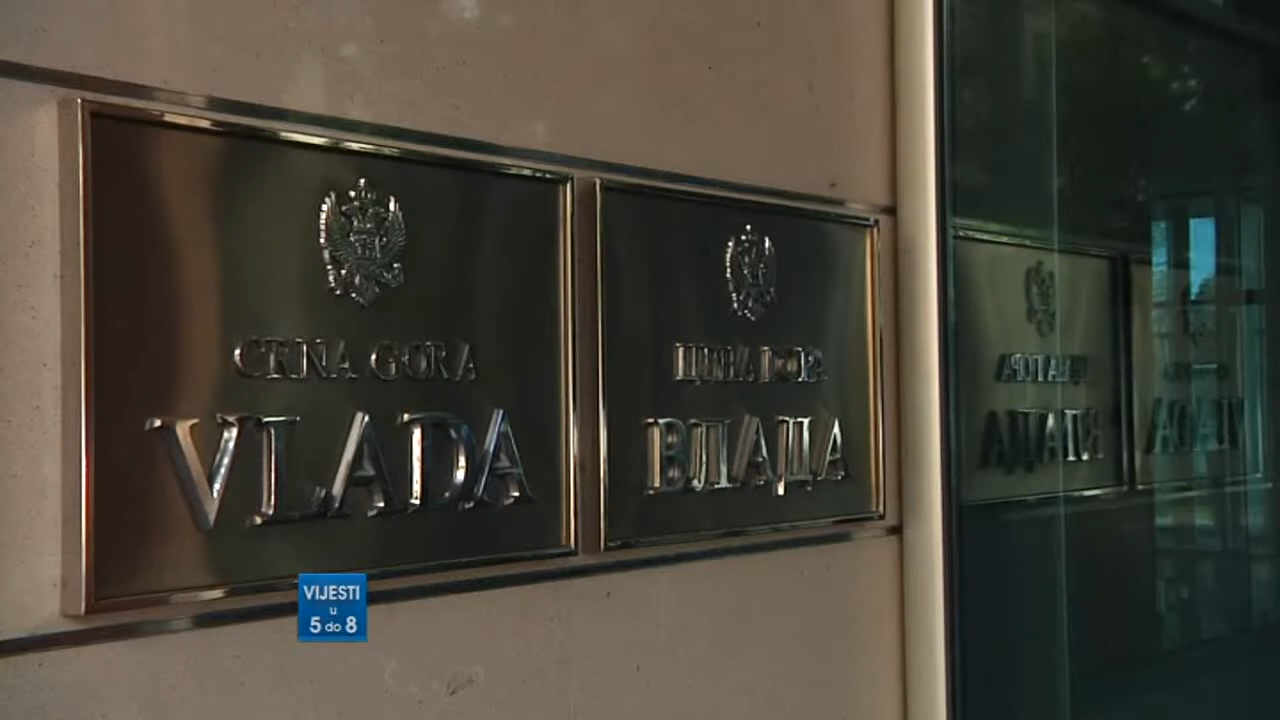 CRNA GORA
VLADA
ЦРНА ГОРА
ВЛАДА
VIJESTI
u
5 do 8